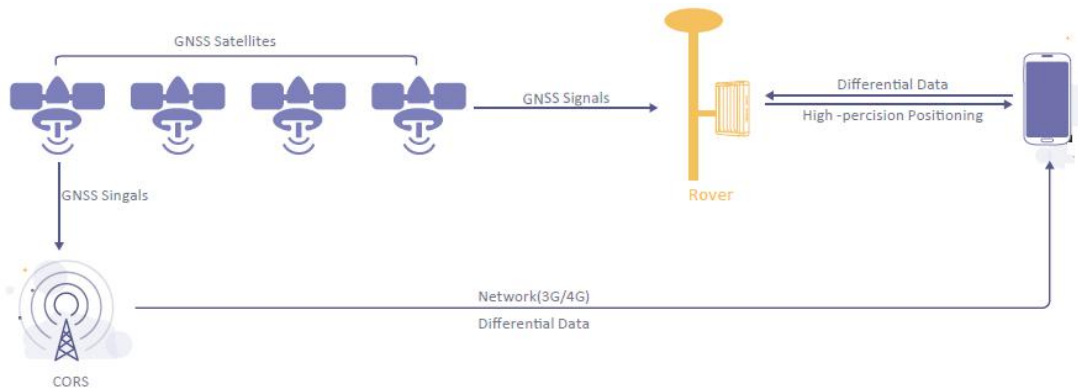 GNSS Satellites
GNSS Signals
Differential Data
High -percision Positioning
GNSS Singals
Rover
Network(3G/4G)
Differential Data
CORS